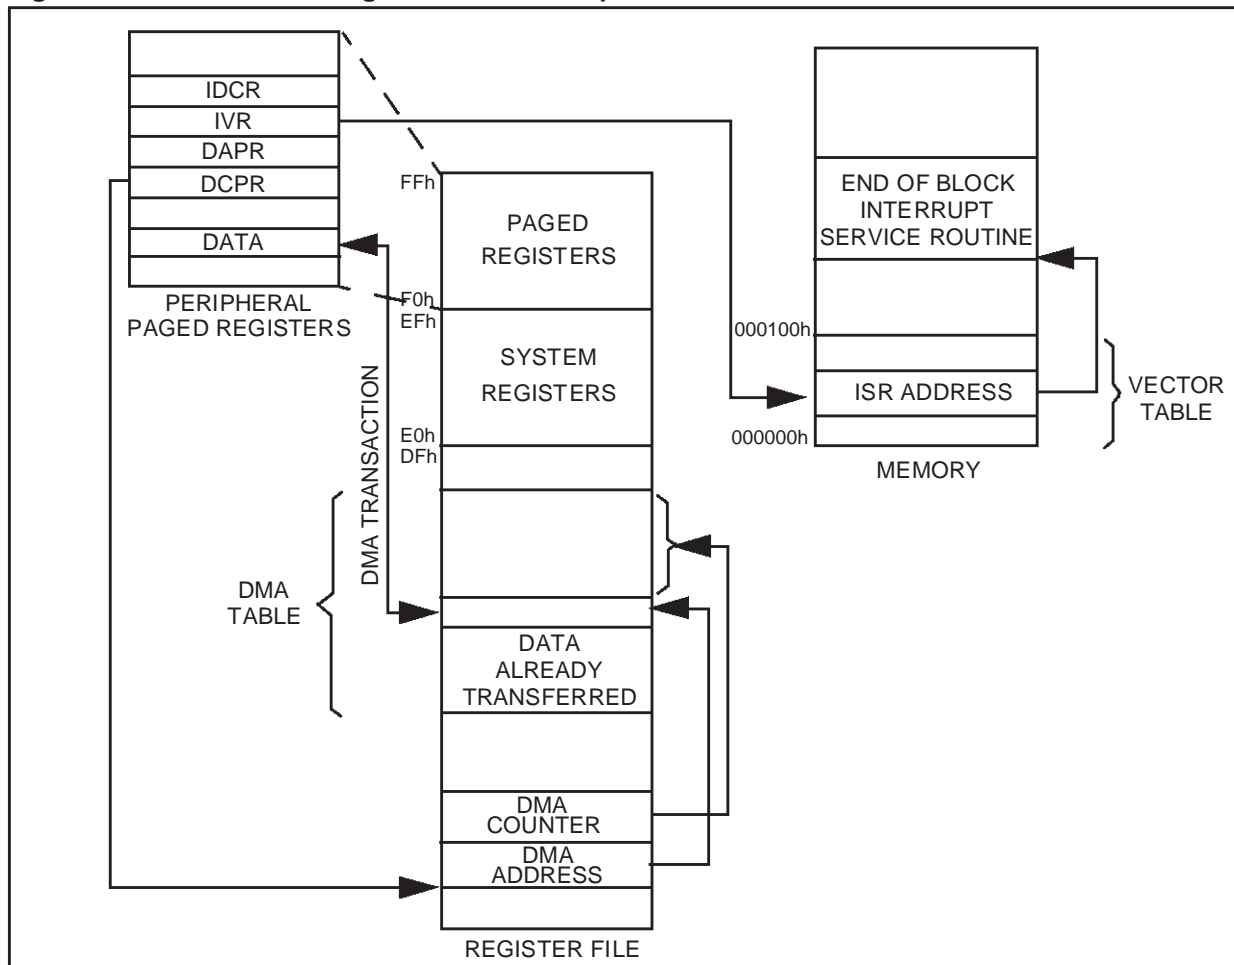 IDCR
IVR
DAPR
DCPR
DATA
PERIPHERAL
PAGED REGISTERS
FFh
PAGED
REGISTERS
F0h
EFh
SYSTEM
REGISTERS
E0h
DFh
DMA TRANSACTION
DMA
TABLE
DATA
ALREADY
TRANSFERRED
DMA
COUNTER
DMA
ADDRESS
REGISTER FILE
END OF BLOCK
INTERRUPT
SERVICE ROUTINE
000100h
ISR ADDRESS
000000h
VECTOR
TABLE
MEMORY